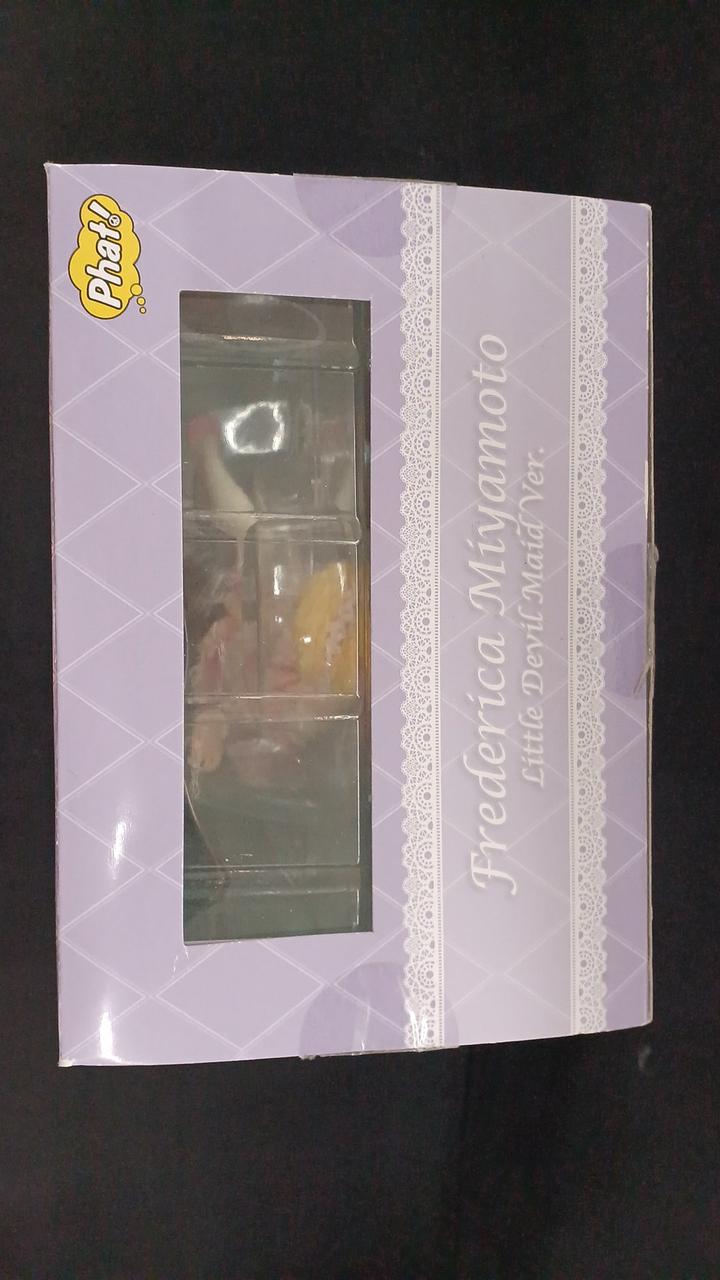 Phat!
Frederica Miyamoto
Little Devil Maid Ver.